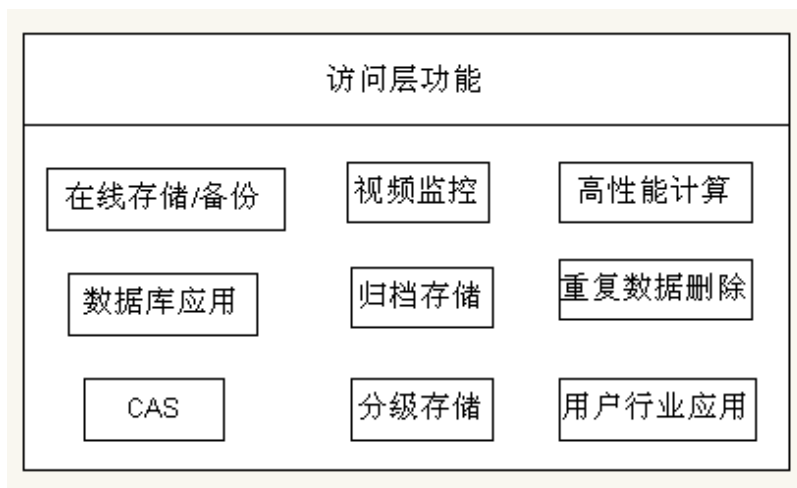 访问层功能
在线存储/备份
视频监控
高性能计算
数据库应用
归档存储
重复数据删除
CAS
分级存储
用户行业应用